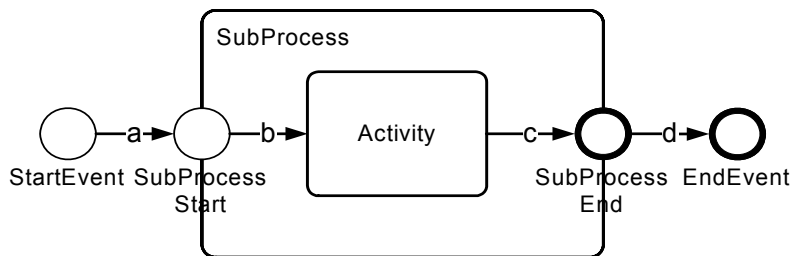 SubProcess
a
b
Activity
c
d
StartEvent
SubProcess
Start
SubProcess
End
EndEvent